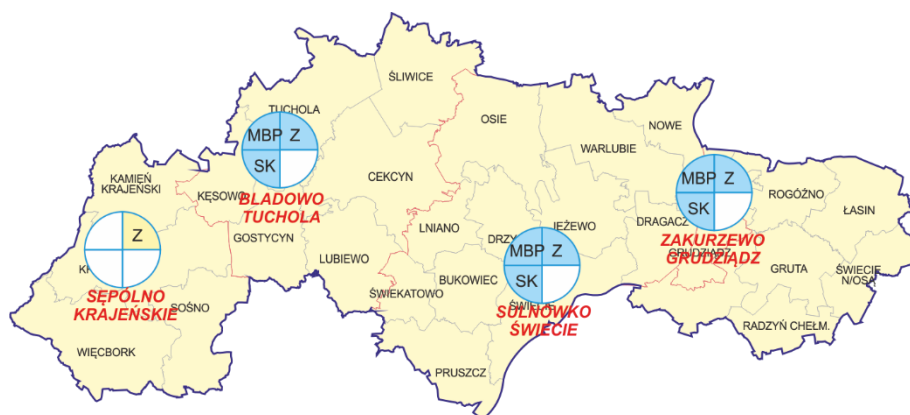 ŚLIWICE
TUCHOLA
OSIE
NOWE
MBP Z
SK
WARLUBIE
KAMIEŃ
KRAJEŃSKI
KĘSOWO
BLADOWO
TUCHOLA
CEKCYN
MBP Z
SK
ROGÓŹNO
ŁASIN
DRAGACZ
ZAKURZEWO
GRUDZIĄDZ
GRUDZIĄDZ
Z
GOSTYCYN
LNIANO
JEŻEWO
MBP Z
SK
LUBIEWO
BUKOWIEC
GRUTA
ŚWIECIE
N/OSĄ
SĘPOLNO
KRAJEŃSKIE
SOŚNO
ŚWIEKATOWO
SULNÓWKO
ŚWIECIE
RADZYŃ CHEŁM.
WIĘCBORK
PRUSZCZ